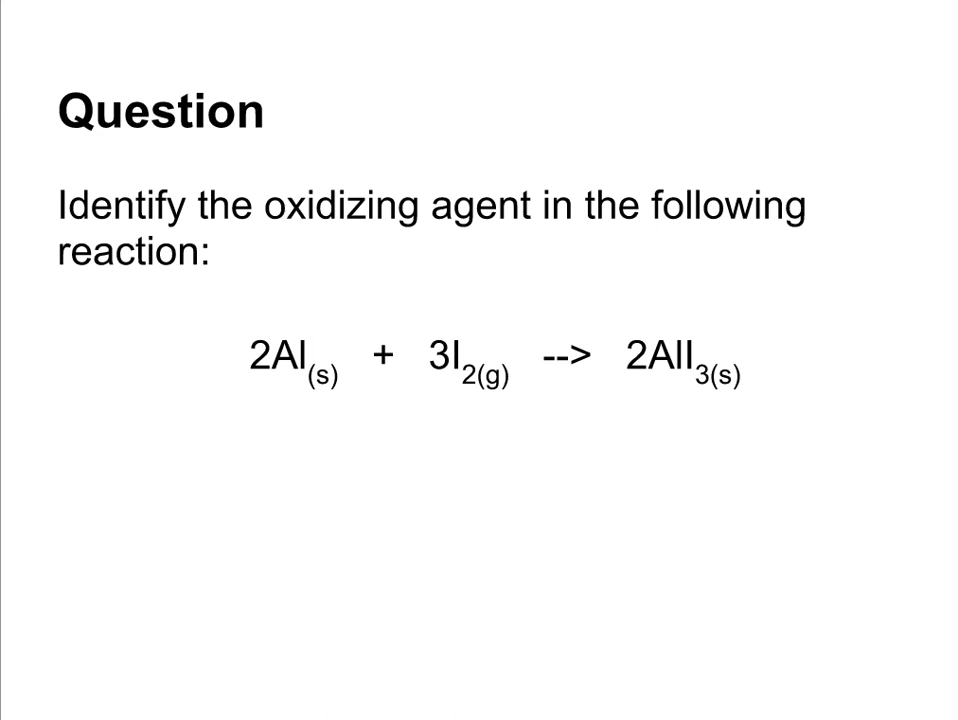 Question
Identify the oxidizing agent in the following
reaction:
2Al(s) + 3I2(g) --> 2AlI3(s)